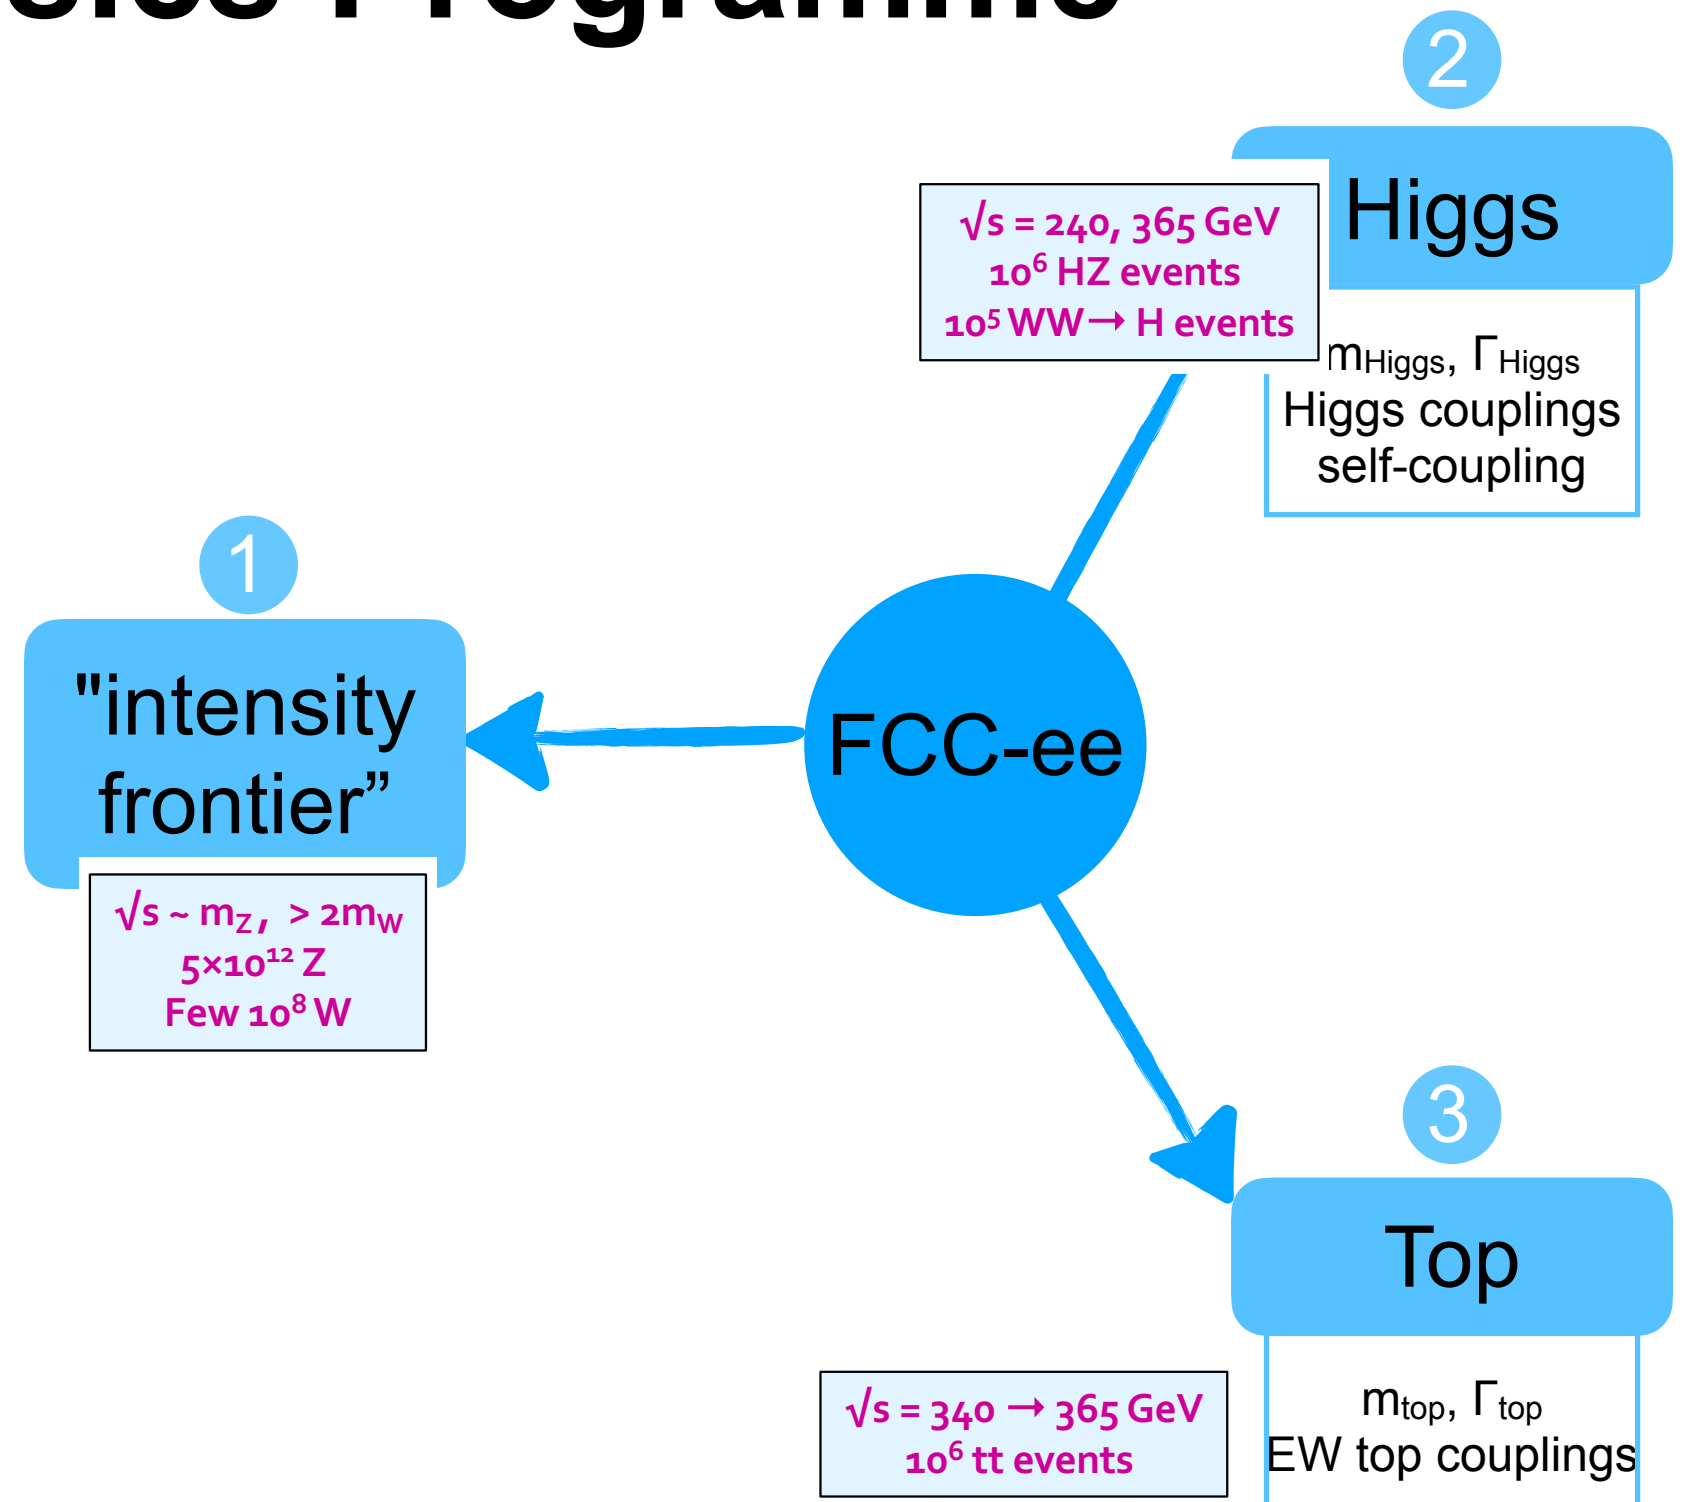 Programme
2
Higgs
√s = 240, 365 GeV
10⁶ HZ events
10⁵ WW→ H events
mHiggs, ΓHiggs
Higgs couplings
self-coupling
1
"intensity
frontier”
FCC-ee
√s ~ mZ, > 2mW
5×10¹² Z
Few 10⁸ W
3
Top
√s = 340 → 365 GeV
10⁶ tt events
mtop, Γtop
EW top couplings